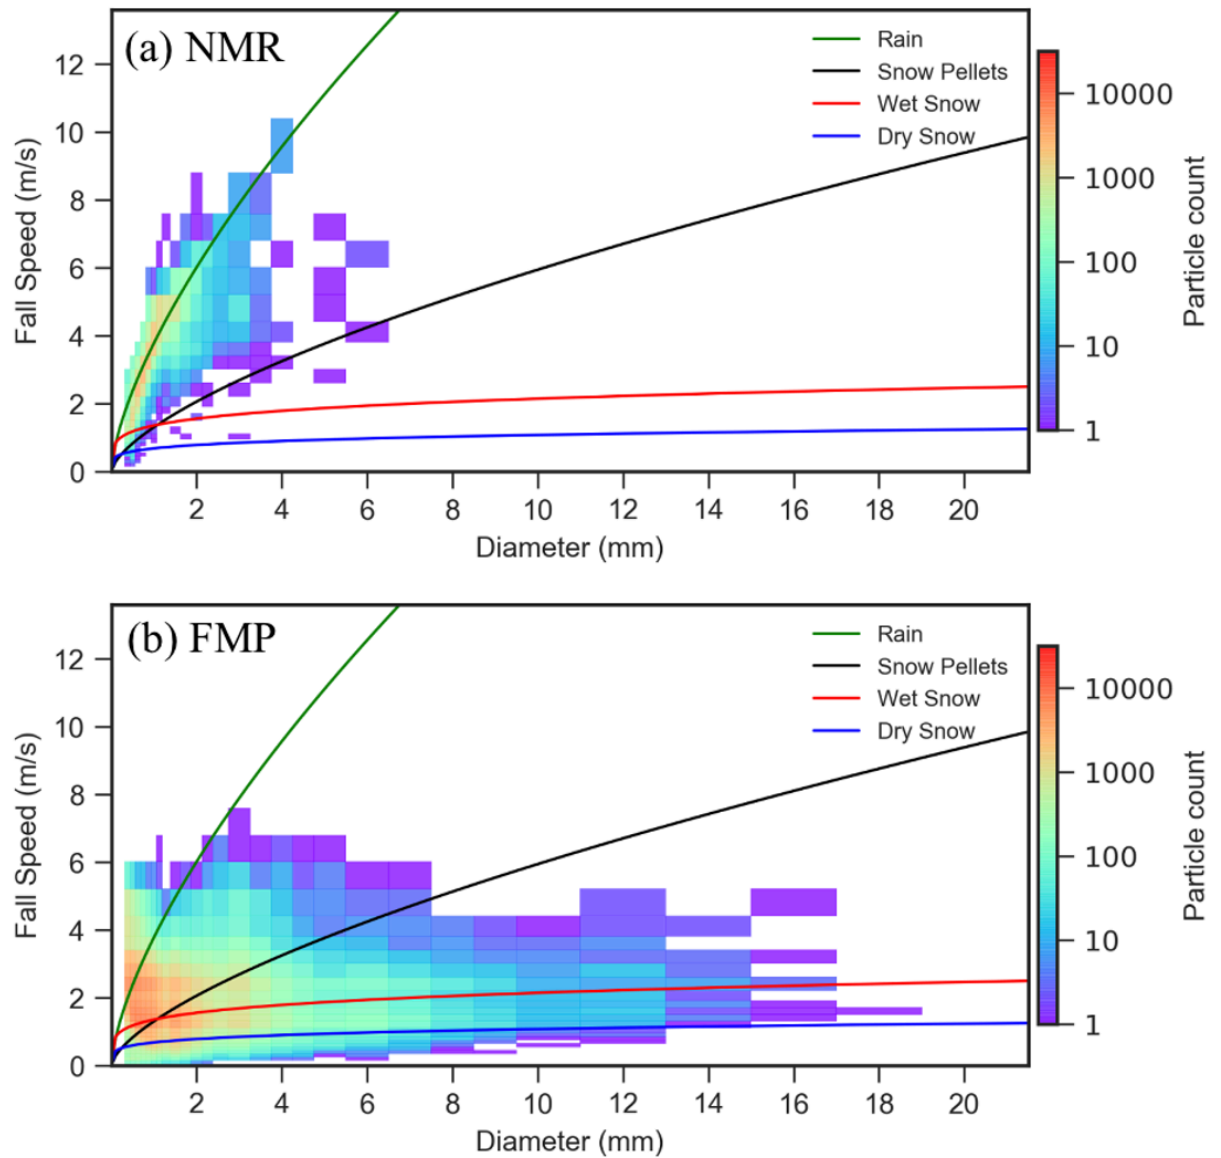 (a) NMR
Rain
Snow Pellets
Wet Snow
Dry Snow
12
10
8
6
4
2
0
Fall Speed (m/s)
2 4 6 8 10 12 14 16 18 20
Diameter (mm)
10000
1000
100
10
1
Particle count
(b) FMP
Rain
Snow Pellets
Wet Snow
Dry Snow
12
10
8
6
4
2
0
Fall Speed (m/s)
2 4 6 8 10 12 14 16 18 20
Diameter (mm)
10000
1000
100
10
1
Particle count